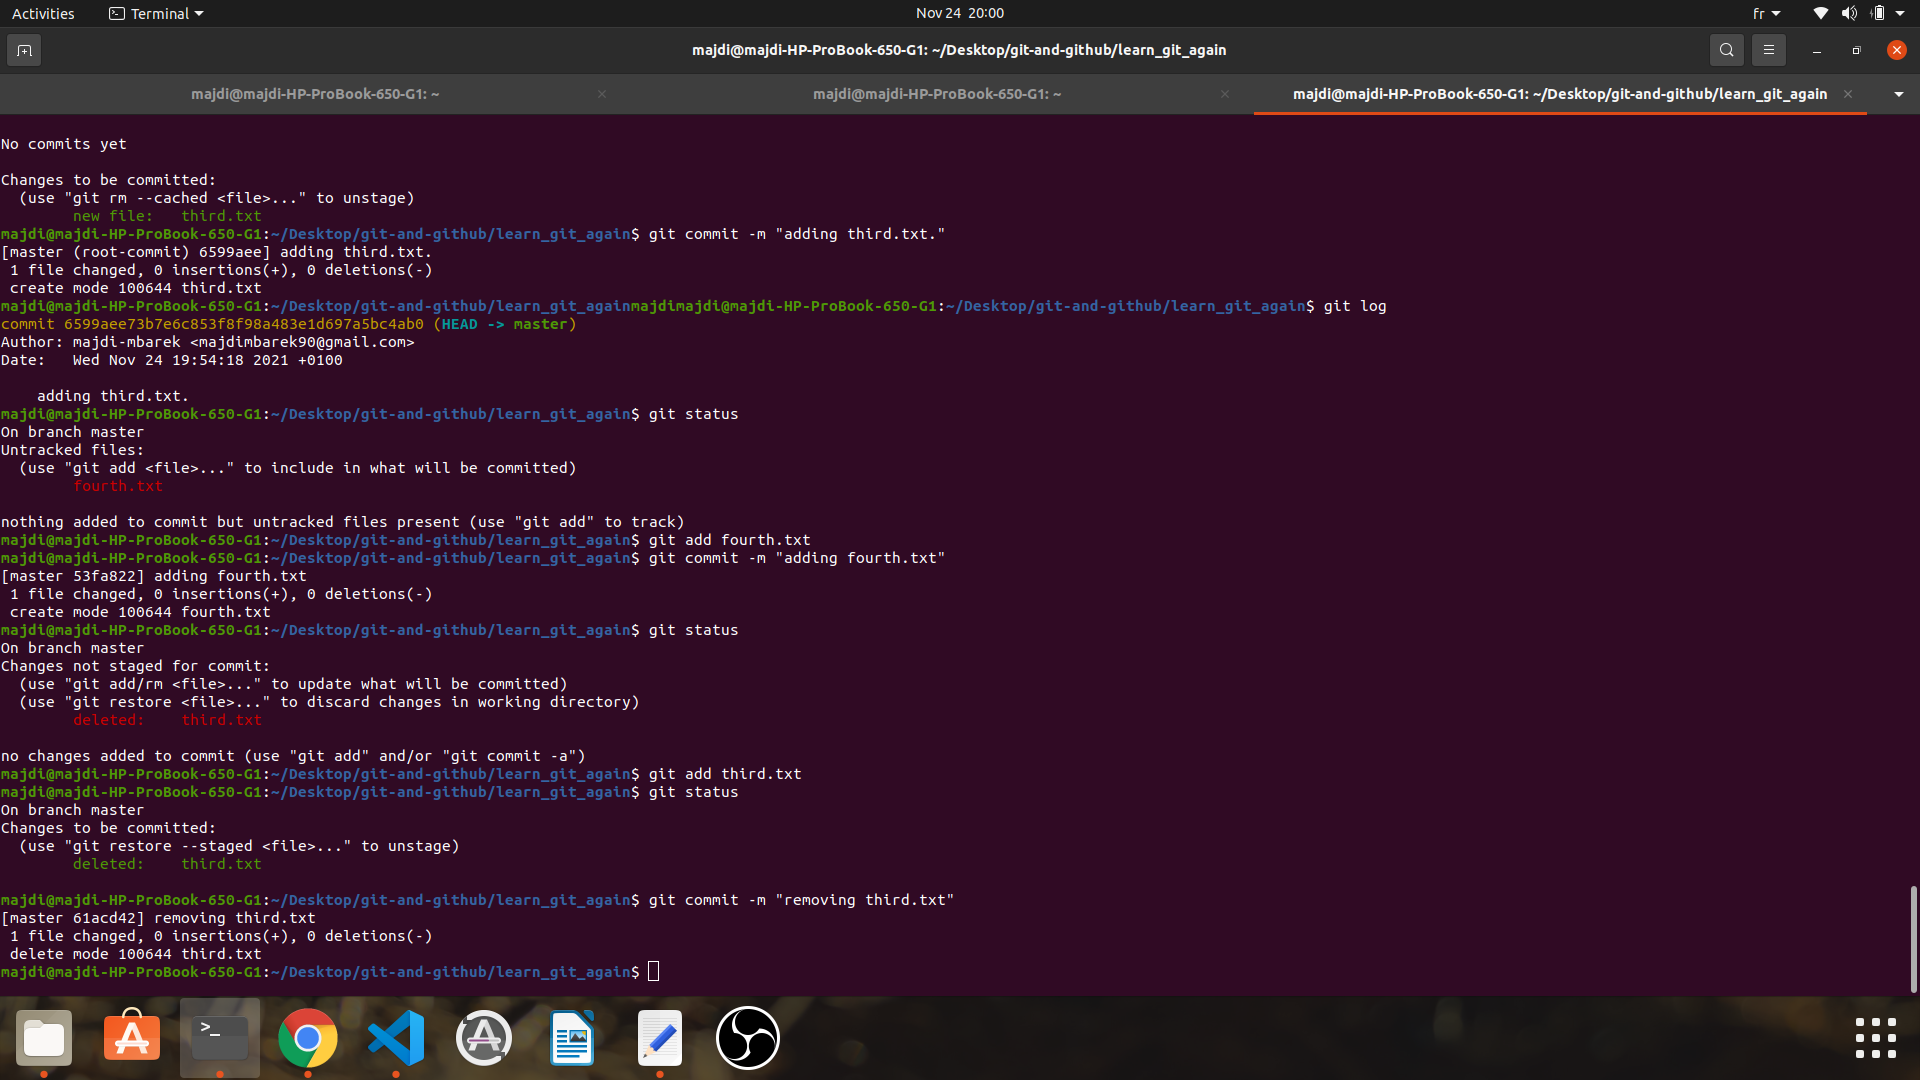 Activities
Terminal
Nov 24 20:00
fr
majdi@majdi-HP-ProBook-650-G1: ~/Desktop/git-and-github/learn_git_again
majdi@majdi-HP-ProBook-650-G1: ~
majdi@majdi-HP-ProBook-650-G1: ~
majdi@majdi-HP-ProBook-650-G1: ~/Desktop/git-and-github/learn_git_again
No commits yet
Changes to be committed:
  (use "git rm --cached <file>..." to unstage)
        new file:   third.txt
majdi@majdi-HP-ProBook-650-G1:~/Desktop/git-and-github/learn_git_again$ git commit -m "adding third.txt."
[master (root-commit) 6599aee] adding third.txt.
 1 file changed, 0 insertions(+), 0 deletions(-)
 create mode 100644 third.txt
majdi@majdi-HP-ProBook-650-G1:~/Desktop/git-and-github/learn_git_againmajdimajdi@majdi-HP-ProBook-650-G1:~/Desktop/git-and-github/learn_git_again$ git log
commit 6599aee73b7e6c853f8f98a483e1d697a5bc4ab0 (HEAD -> master)
Author: majdi-mbarek <majdimbarek90@gmail.com>
Date:   Wed Nov 24 19:54:18 2021 +0100
    adding third.txt.
majdi@majdi-HP-ProBook-650-G1:~/Desktop/git-and-github/learn_git_again$ git status
On branch master
Untracked files:
  (use "git add <file>..." to include in what will be committed)
        fourth.txt
nothing added to commit but untracked files present (use "git add" to track)
majdi@majdi-HP-ProBook-650-G1:~/Desktop/git-and-github/learn_git_again$ git add fourth.txt
majdi@majdi-HP-ProBook-650-G1:~/Desktop/git-and-github/learn_git_again$ git commit -m "adding fourth.txt"
[master 53fa822] adding fourth.txt
 1 file changed, 0 insertions(+), 0 deletions(-)
 create mode 100644 fourth.txt
majdi@majdi-HP-ProBook-650-G1:~/Desktop/git-and-github/learn_git_again$ git status
On branch master
Changes not staged for commit:
  (use "git add/rm <file>..." to update what will be committed)
  (use "git restore <file>..." to discard changes in working directory)
        deleted:    third.txt
no changes added to commit (use "git add" and/or "git commit -a")
majdi@majdi-HP-ProBook-650-G1:~/Desktop/git-and-github/learn_git_again$ git add third.txt
majdi@majdi-HP-ProBook-650-G1:~/Desktop/git-and-github/learn_git_again$ git status
On branch master
Changes to be committed:
  (use "git restore --staged <file>..." to unstage)
        deleted:    third.txt
majdi@majdi-HP-ProBook-650-G1:~/Desktop/git-and-github/learn_git_again$ git commit -m "removing third.txt"
[master 61acd42] removing third.txt
 1 file changed, 0 insertions(+), 0 deletions(-)
 delete mode 100644 third.txt
majdi@majdi-HP-ProBook-650-G1:~/Desktop/git-and-github/learn_git_again$